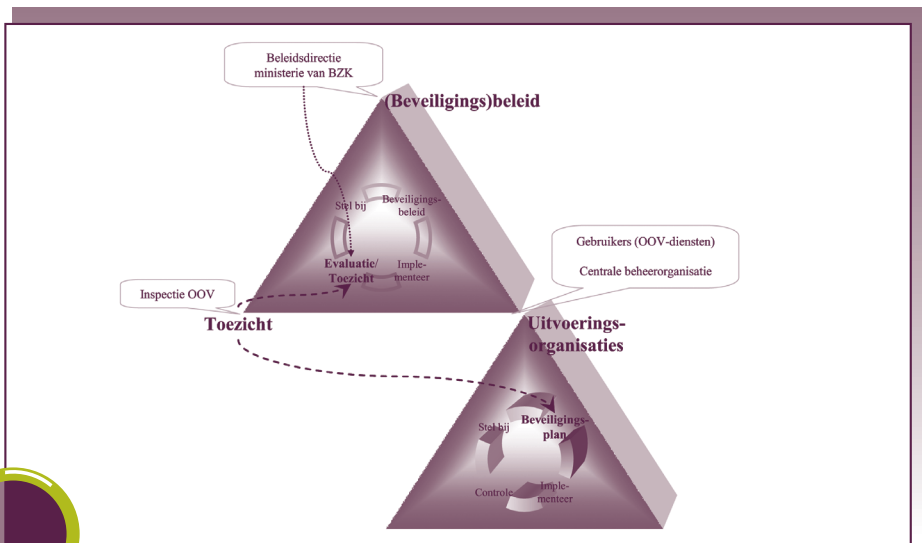 Beleidsdirectie
ministerie van BZK
(Beveiligings)beleid
Stel bij
Beveiligings-
beleid
Evaluatie/
Toezicht
Imple-
menteer
Gebruikers (OOV-diensten)
Centrale beheerorganisatie
Inspectie OOV
Toezicht
Uitvoerings-
organisaties
Stel bij
Beveiligings-
plan
Controle
Imple-
menteer